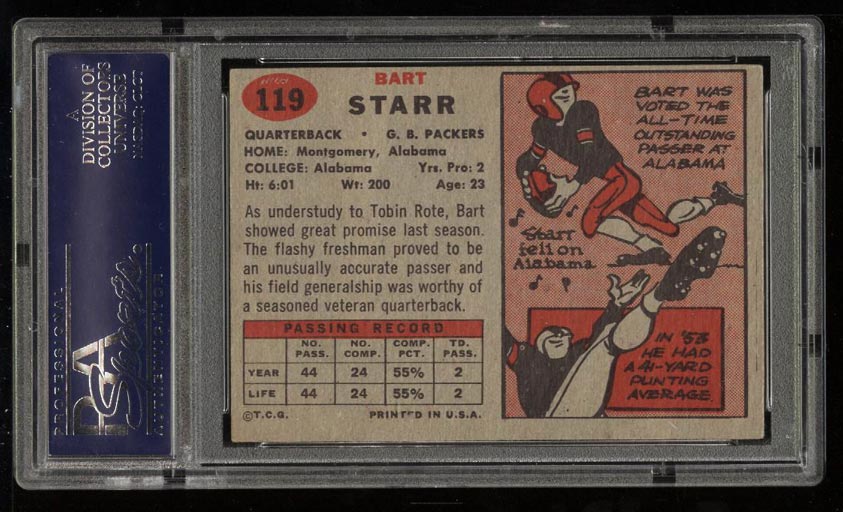 A
DIVISION OF
COLLECTORS
UNIVERSE
NASDAQ: CLCT
PROFESSIONAL
PSA
Sports
AUTHENTICATOR
119
BART
STARR
QUARTERBACK • G. B. PACKERS
HOME: Montgomery, Alabama
COLLEGE: Alabama Yrs. Pro: 2
Ht: 6:01 Wt: 200 Age: 23
As understudy to Tobin Rote, Bart
showed great promise last season.
The flashy freshman proved to be
an unusually accurate passer and
his field generalship was worthy of
a seasoned veteran quarterback.
PASSING RECORD
NO. PASS. NO. COMP. COMP. PCT. TD. PASS.
YEAR 44 24 55% 2
LIFE 44 24 55% 2
©T.C.G. PRINTED IN U.S.A.
BART WAS
VOTED THE
ALL-TIME
OUTSTANDING
PASSER AT
ALABAMA
Starr
fell on
Alabama
IN '53
HE HAD
A 41-YARD
PUNTING
AVERAGE.